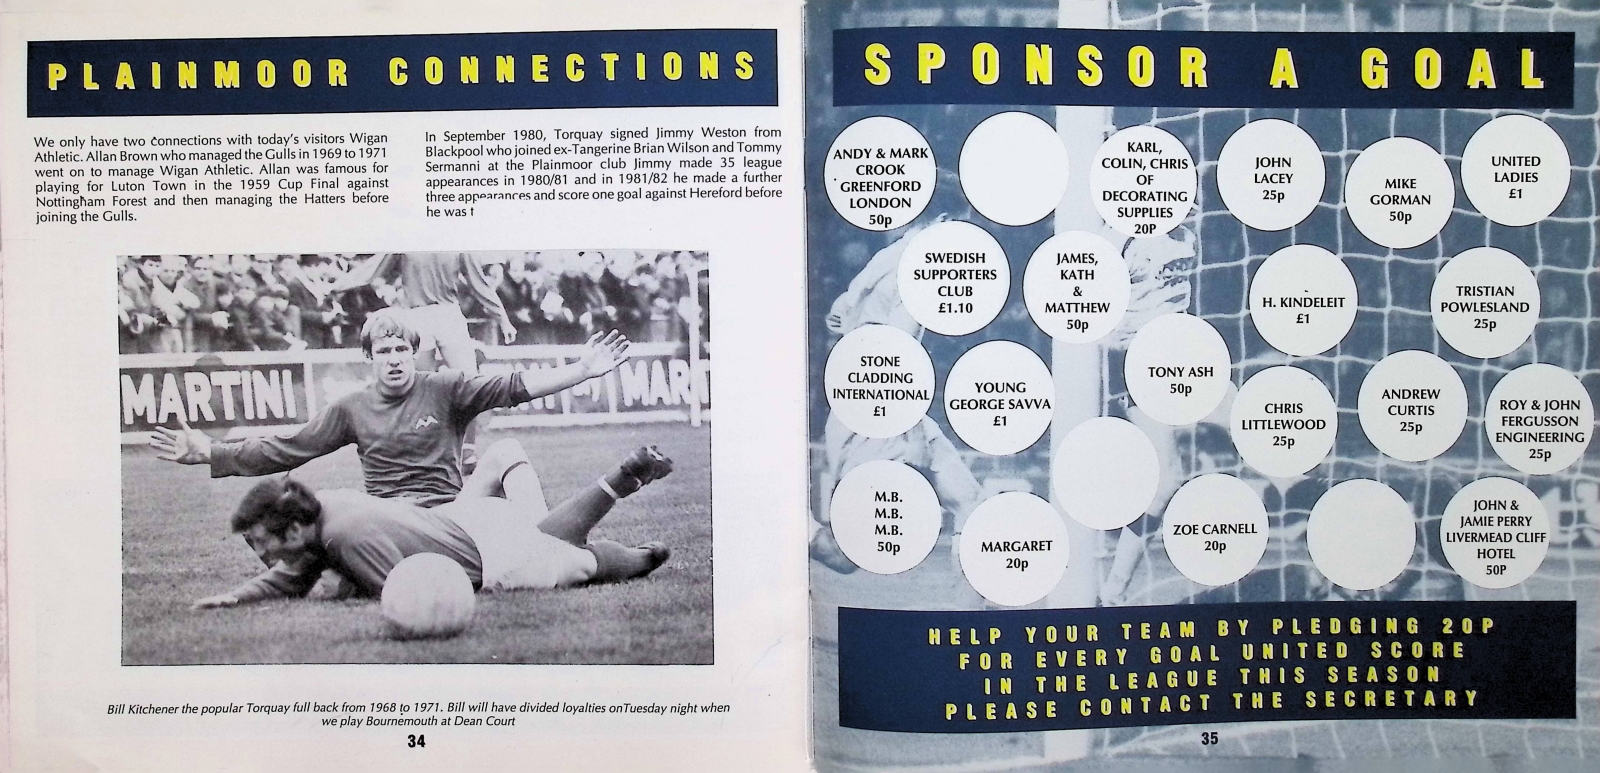 PLAINMOOR CONNECTIONS
We only have two connections with today's visitors Wigan
Athletic. Allan Brown who managed the Gulls in 1969 to 1971
went on to manage Wigan Athletic. Allan was famous for
playing for Luton Town in the 1959 Cup Final against
Nottingham Forest and then managing the Hatters before
joining the Gulls.
In September 1980, Torquay signed Jimmy Weston from
Blackpool who joined ex-Tangerine Brian Wilson and Tommy
Sermanni at the Plainmoor club Jimmy made 35 league
appearances in 1980/81 and in 1981/82 he made a further
three appearances and score one goal against Hereford before
he was t
MARTINI
MAR
Bill Kitchener the popular Torquay full back from 1968 to 1971. Bill will have divided loyalties onTuesday night when
we play Bournemouth at Dean Court
34
SPONSOR A GOAL
ANDY & MARK
CROOK
GREENFORD
LONDON
50p
KARL,
COLIN, CHRIS
OF
DECORATING
SUPPLIES
20P
JOHN
LACEY
25p
MIKE
GORMAN
50p
UNITED
LADIES
£1
SWEDISH
SUPPORTERS
CLUB
£1.10
JAMES,
KATH
&
MATTHEW
50p
H. KINDELEIT
£1
TRISTIAN
POWLESLAND
25p
STONE
CLADDING
INTERNATIONAL
£1
YOUNG
GEORGE SAVVA
£1
TONY ASH
50p
CHRIS
LITTLEWOOD
25p
ANDREW
CURTIS
25p
ROY & JOHN
FERGUSSON
ENGINEERING
25p
M.B.
M.B.
M.B.
50p
MARGARET
20p
ZOE CARNELL
20p
JOHN &
JAMIE PERRY
LIVERMEAD CLIFF
HOTEL
50P
HELP YOUR TEAM BY PLEDGING 20P
FOR EVERY GOAL UNITED SCORE
IN THE LEAGUE THIS SEASON
PLEASE CONTACT THE SECRETARY
35